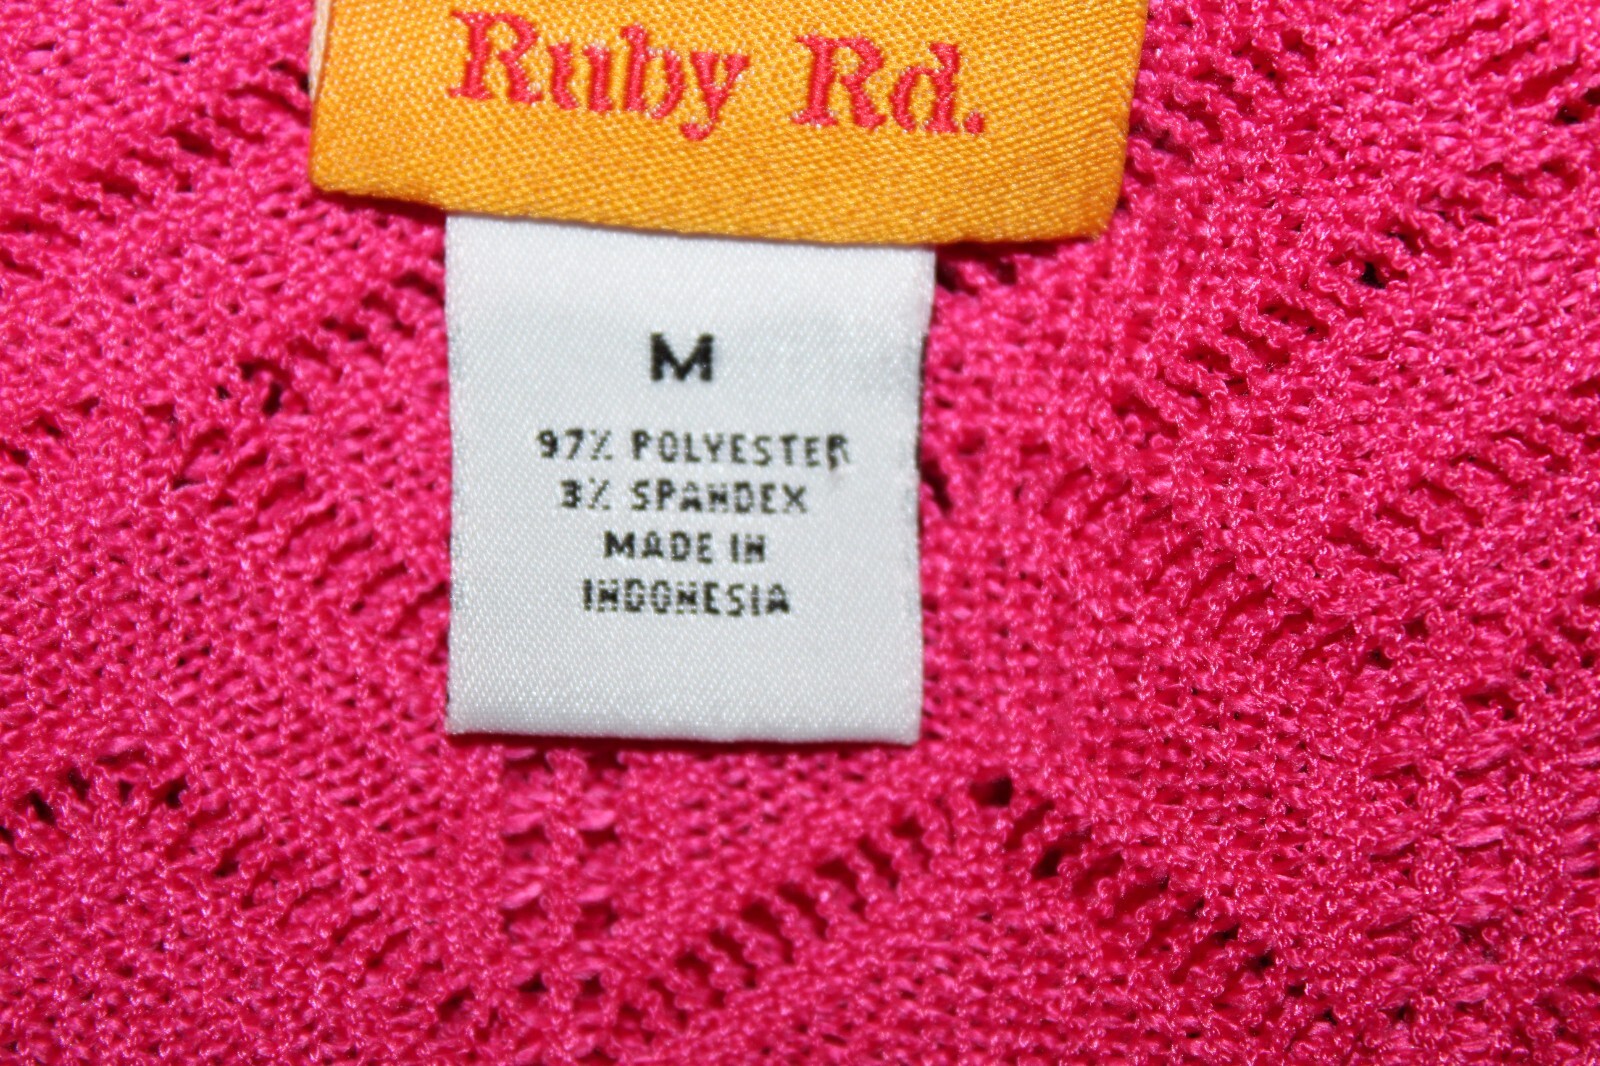 Ruby Rd.
M
97% POLYESTER
3% SPANDEX
MADE IN
INDONESIA